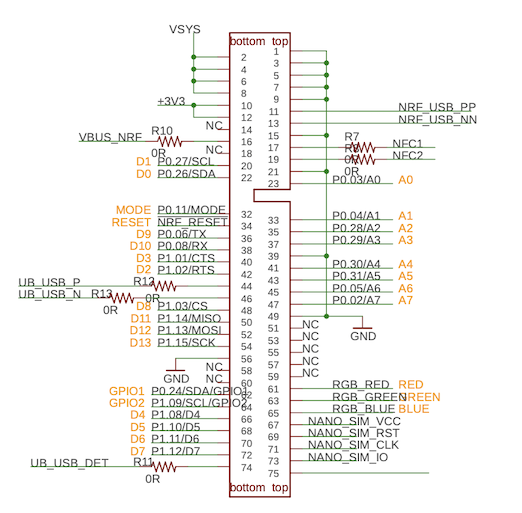 VSYS
bottom top
2 1
4 3
6 5
8 7
+3V3 10 9
12 11 NRF_USB_PP
NC 14 13 NRF_USB_NN
VBUS_NRF R10 0R 16 15
NC 18 17 R7 NFC1
D1 P0.27/SCL 20 19 NFC2
D0 P0.26/SDA 22 21 0R
23 P0.03/A0 A0
MODE P0.11/MODE 32
RESET NRF_RESET 34 33 P0.04/A1 A1
D9 P0.06/TX 36 35 P0.28/A2 A2
D10 P0.08/RX 38 37 P0.29/A3 A3
D3 P1.01/CTS 40 39
D2 P1.02/RTS 42 41 P0.30/A4 A4
UB_USB_P R12 0R 44 43 P0.31/A5 A5
UB_USB_N R13 0R 46 45 P0.05/A6 A6
D8 P1.03/CS 48 47 P0.02/A7 A7
D11 P1.14/MISO 50 49
D12 P1.13/MOSI 52 51 NC
D13 P1.15/SCK 54 53 NC
GND
56 55 NC
NC 58 57 NC
GND NC 60 59 NC
GPIO1 P0.24/SDA/GPIO1 62 61 RGB_RED RED
GPIO2 P1.09/SCL/GPIO2 64 63 RGB_GREEN GREEN
D4 P1.08/D4 66 65 RGB_BLUE BLUE
D5 P1.10/D5 68 67 NANO_SIM_VCC
D6 P1.11/D6 70 69 NANO_SIM_RST
D7 P1.12/D7 72 71 NANO_SIM_CLK
UB_USB_DET R11 0R 74 73 NANO_SIM_IO
75
bottom top